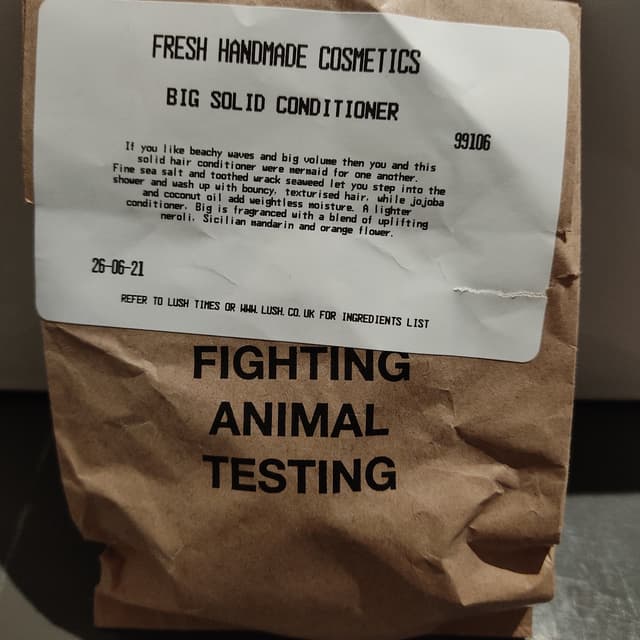 FRESH HANDMADE COSMETICS
BIG SOLID CONDITIONER
99106
If you like beachy waves and big volume then you and this
solid hair conditioner were mermaid for one another.
Fine sea salt and toothed wrack seaweed let you step into the
shower and wash up with bouncy, texturised hair, while jojoba
and coconut oil add weightless moisture. A lighter
conditioner. Big is fragranced with a blend of uplifting
neroli. Sicilian mandarin and orange flower.
26-06-21
REFER TO LUSH TIMES OR WWW.LUSH.CO.UK FOR INGREDIENTS LIST
FIGHTING
ANIMAL
TESTING